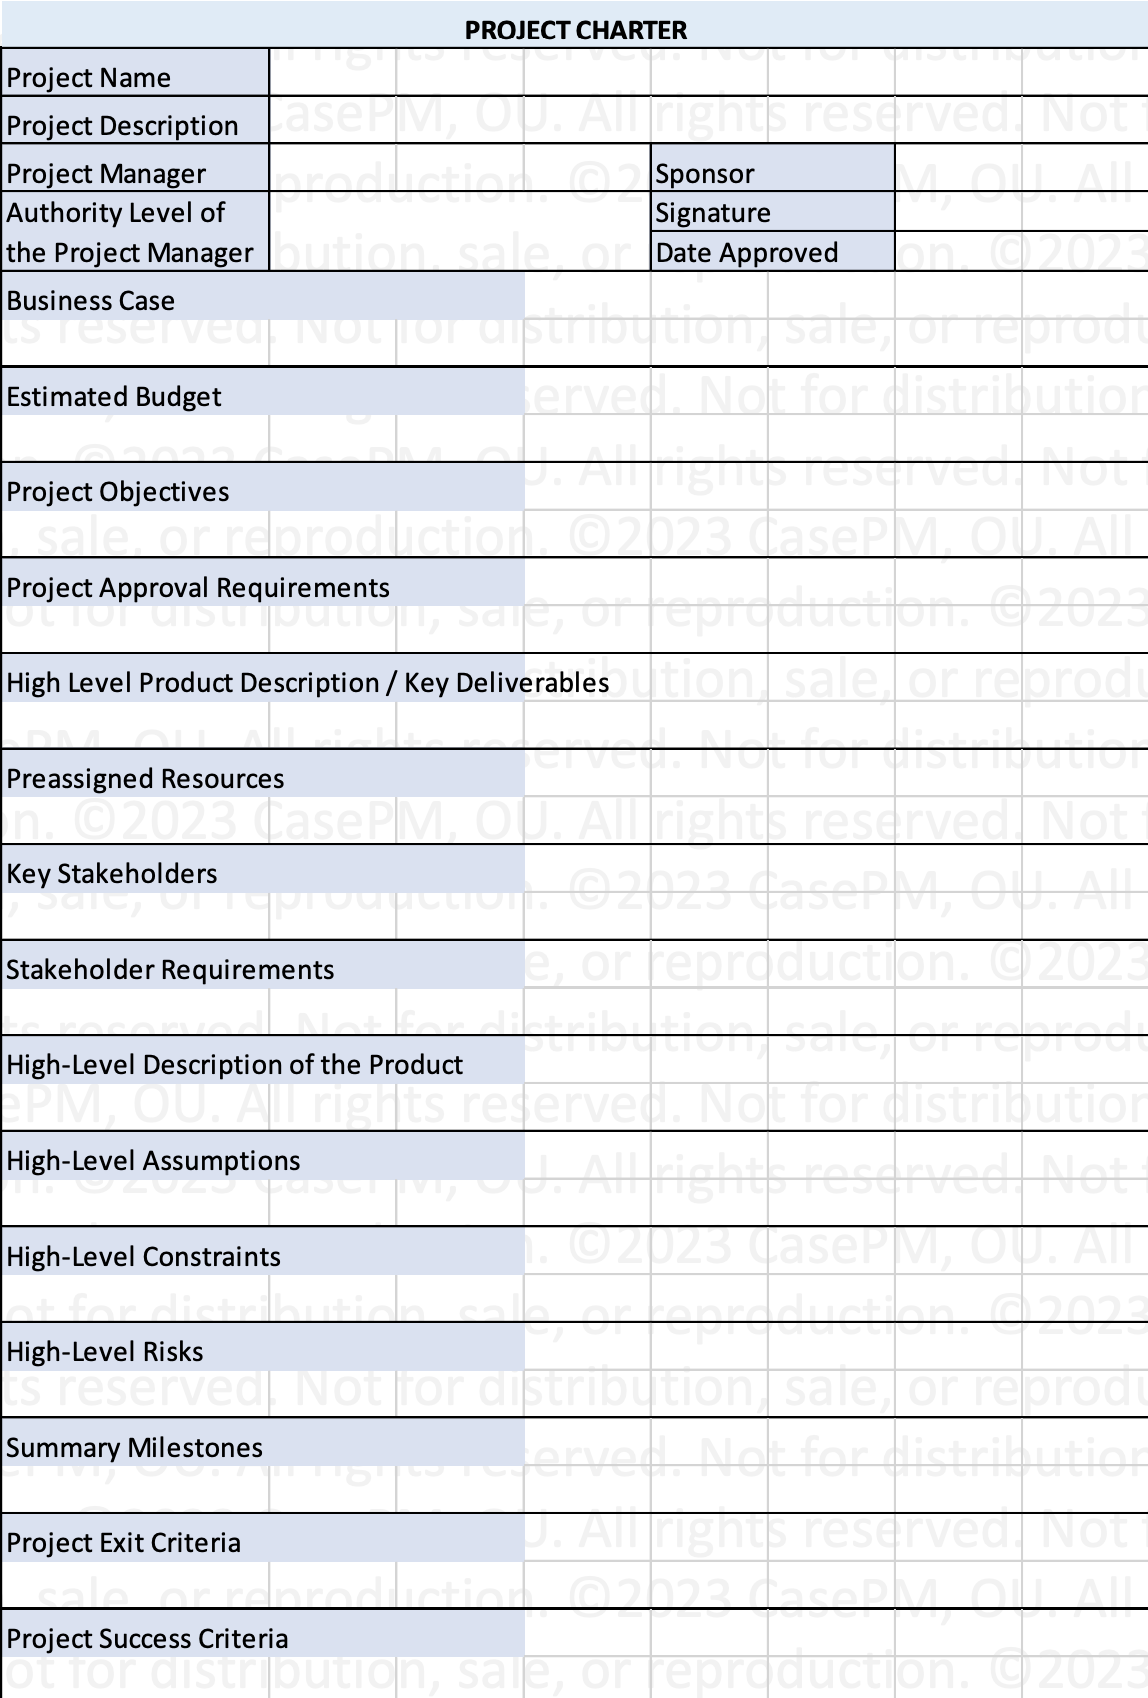 PROJECT CHARTER
Project Name
Project Description
Project Manager
Sponsor
Authority Level of
the Project Manager
Signature
Date Approved
Business Case
Estimated Budget
Project Objectives
Project Approval Requirements
High Level Product Description / Key Deliverables
Preassigned Resources
Key Stakeholders
Stakeholder Requirements
High-Level Description of the Product
High-Level Assumptions
High-Level Constraints
High-Level Risks
Summary Milestones
Project Exit Criteria
Project Success Criteria
©2023 CasePM, OU. All rights reserved. Not for distribution, sale, or reproduction.